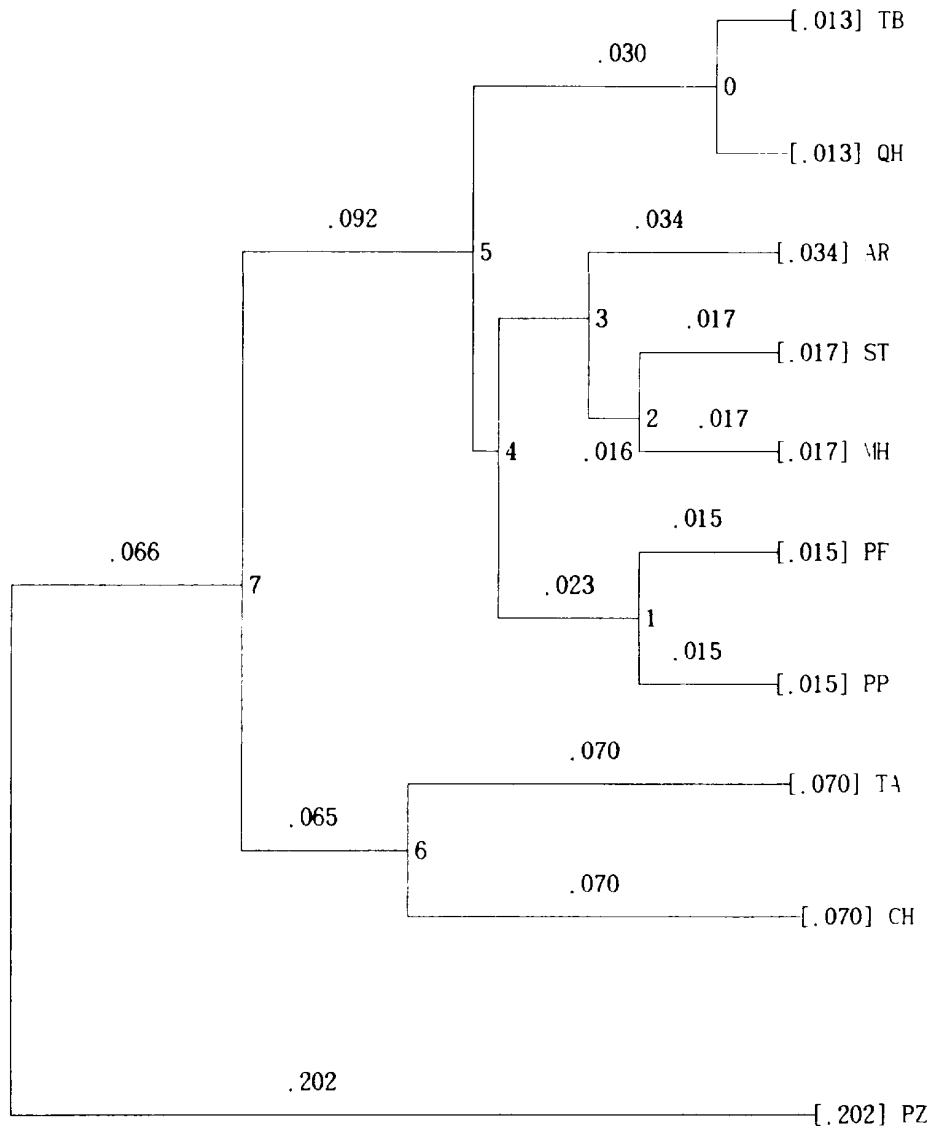 [.013] TB
.030
0
[.013] QH
.092
.034
5
[.034] AR
3
.017
[.017] ST
2
.017
4
.016
[.017] MH
.015
.066
[.015] PF
7
.023
1
.015
[.015] PP
.070
[.070] TA
.065
6
.070
[.070] CH
.202
[.202] PZ